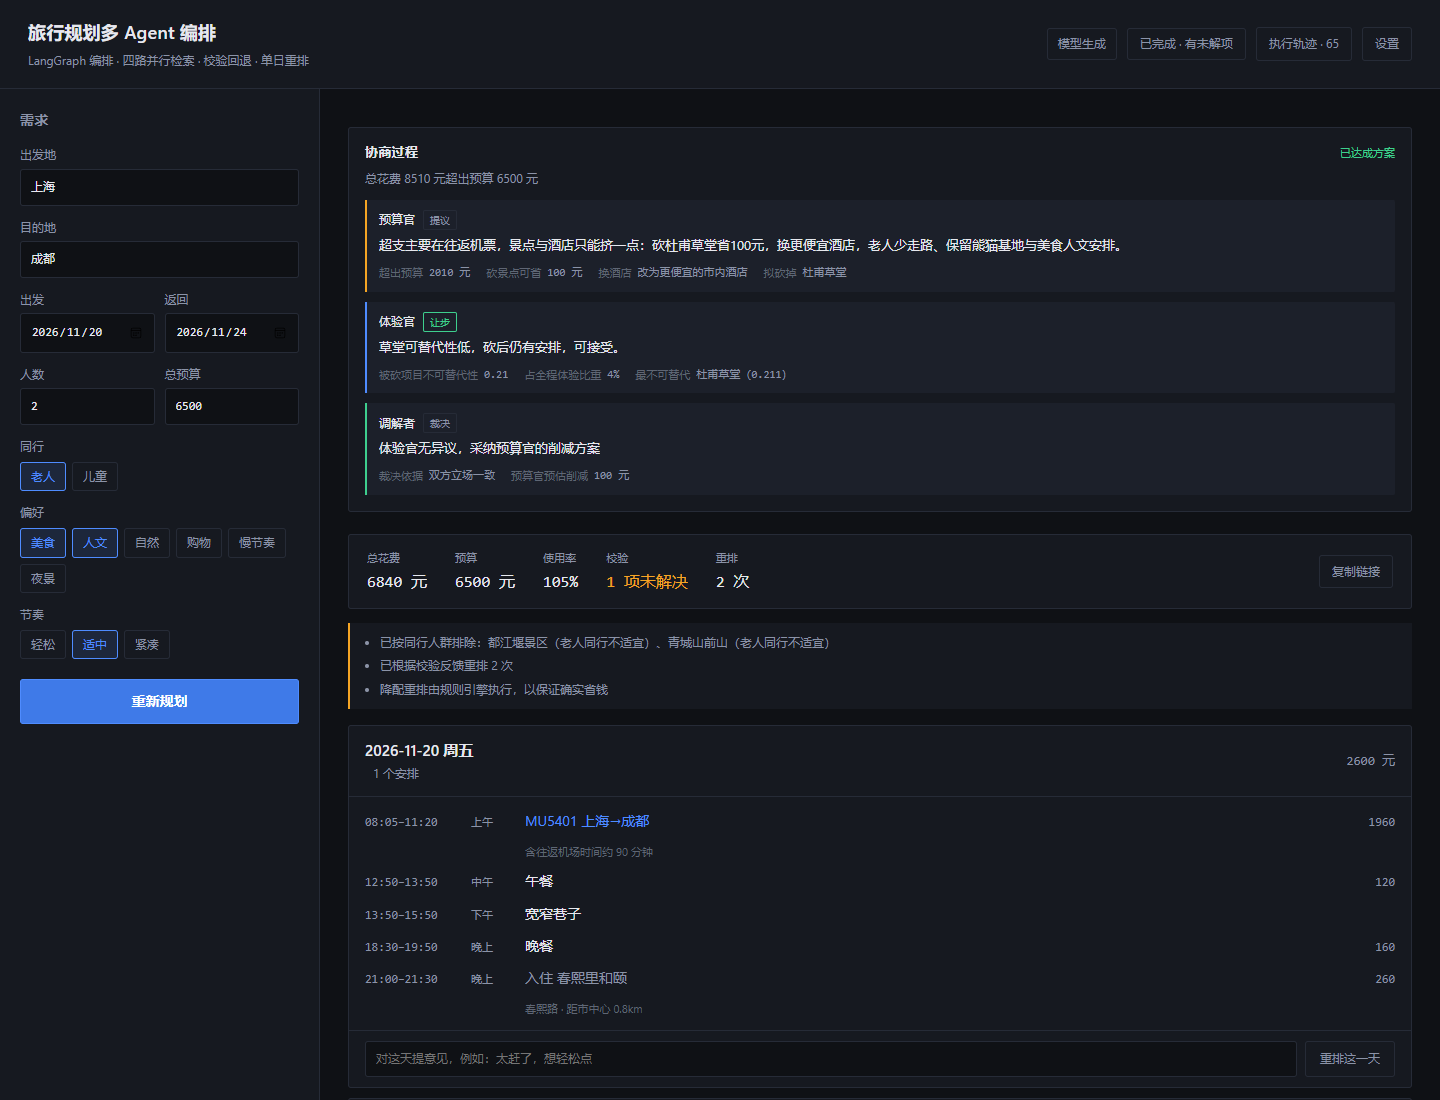 旅行规划多 Agent 编排
LangGraph 编排 · 四路并行检索 · 校验回退 · 单日重排
模型生成
已完成 · 有未解项
执行轨迹 · 65
设置
需求
出发地
上海
目的地
成都
出发 返回
2026/11/20 2026/11/24
人数 总预算
2 6500
同行
老人 儿童
偏好
美食 人文 自然 购物 慢节奏
夜景
节奏
轻松 适中 紧凑
重新规划
协商过程 已达成方案
总花费 8510 元超出预算 6500 元
预算官 提议
超支主要在往返机票，景点与酒店只能挤一点：砍杜甫草堂省100元，换更便宜酒店，老人少走路、保留熊猫基地与美食人文安排。
超出预算 2010 元 砍景点可省 100 元 换酒店 改为更便宜的市内酒店 拟砍掉 杜甫草堂
体验官 让步
草堂可替代性低，砍后仍有安排，可接受。
被砍项目不可替代性 0.21 占全程体验比重 4% 最不可替代 杜甫草堂（0.211）
调解者 裁决
体验官无异议，采纳预算官的削减方案
裁决依据 双方立场一致 预算官预估削减 100 元
总花费 预算 使用率 校验 重排
6840 元 6500 元 105% 1 项未解决 2 次
复制链接
• 已按同行人群排除：都江堰景区（老人同行不适宜）、青城山前山（老人同行不适宜）
• 已根据校验反馈重排 2 次
• 降配重排由规则引擎执行，以保证确实省钱
2026-11-20 周五
1 个安排
2600 元
08:05–11:20 上午 MU5401 上海→成都 1960
含往返机场时间约 90 分钟
12:50–13:50 中午 午餐 120
13:50–15:50 下午 宽窄巷子
18:30–19:50 晚上 晚餐 160
21:00–21:30 晚上 入住 春熙里和颐 260
春熙路 · 距市中心 0.8km
对这天提意见，例如：太赶了，想轻松点
重排这一天